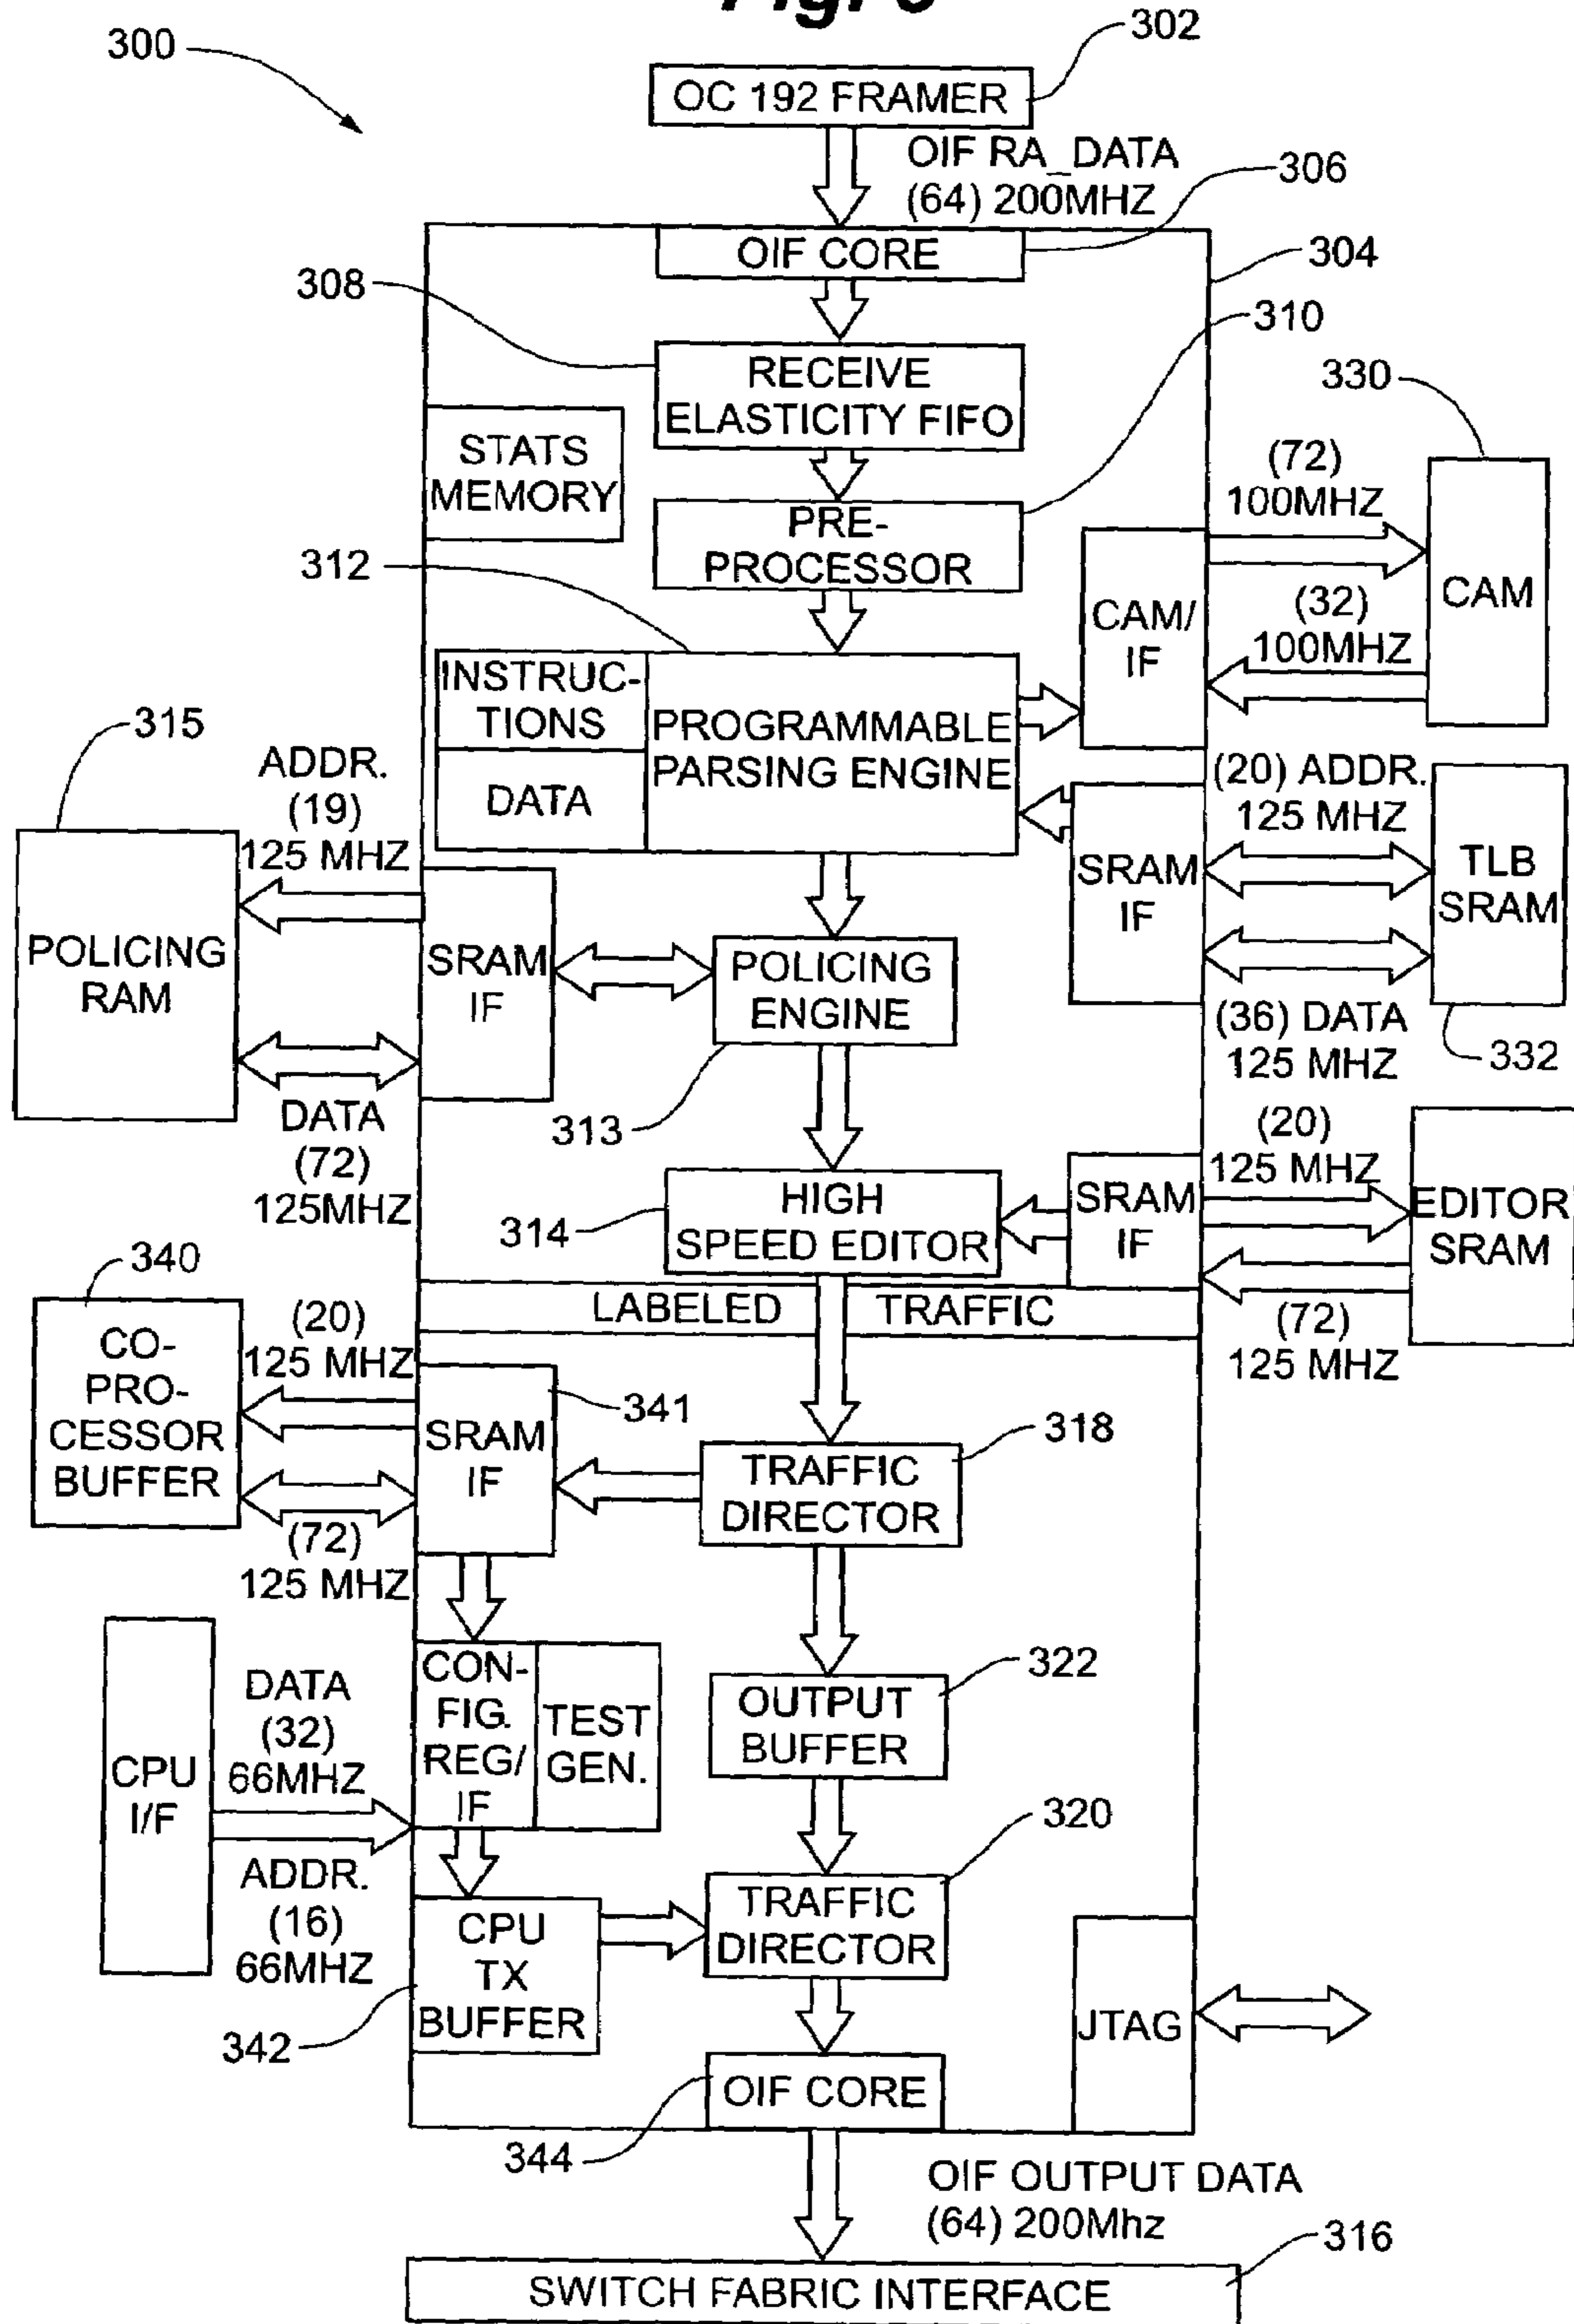 300
302
OC 192 FRAMER
OIF RA_DATA
(64) 200MHZ
306
OIF CORE
304
308
310
RECEIVE
ELASTICITY FIFO
330
STATS
MEMORY
(72)
100MHZ
PRE-
PROCESSOR
312
CAM/
IF
CAM
(32)
100MHZ
INSTRUC-
TIONS
DATA
PROGRAMMABLE
PARSING ENGINE
315
ADDR.
(19)
125 MHZ
(20) ADDR.
125 MHZ
SRAM
IF
TLB
SRAM
POLICING
RAM
SRAM
IF
POLICING
ENGINE
(36) DATA
125 MHZ
332
DATA
(72)
125MHZ
313
(20)
125 MHZ
HIGH
SPEED EDITOR
314
SRAM
IF
EDITOR
SRAM
340
LABELED TRAFFIC
(72)
125 MHZ
CO-
PRO-
CESSOR
BUFFER
(20)
125 MHZ
341
SRAM
IF
318
TRAFFIC
DIRECTOR
(72)
125 MHZ
CON-
FIG.
REG/
IF
TEST
GEN.
322
OUTPUT
BUFFER
DATA
(32)
66MHZ
CPU
I/F
320
ADDR.
(16)
66MHZ
CPU
TX
BUFFER
TRAFFIC
DIRECTOR
342
JTAG
OIF CORE
344
OIF OUTPUT DATA
(64) 200Mhz
316
SWITCH FABRIC INTERFACE